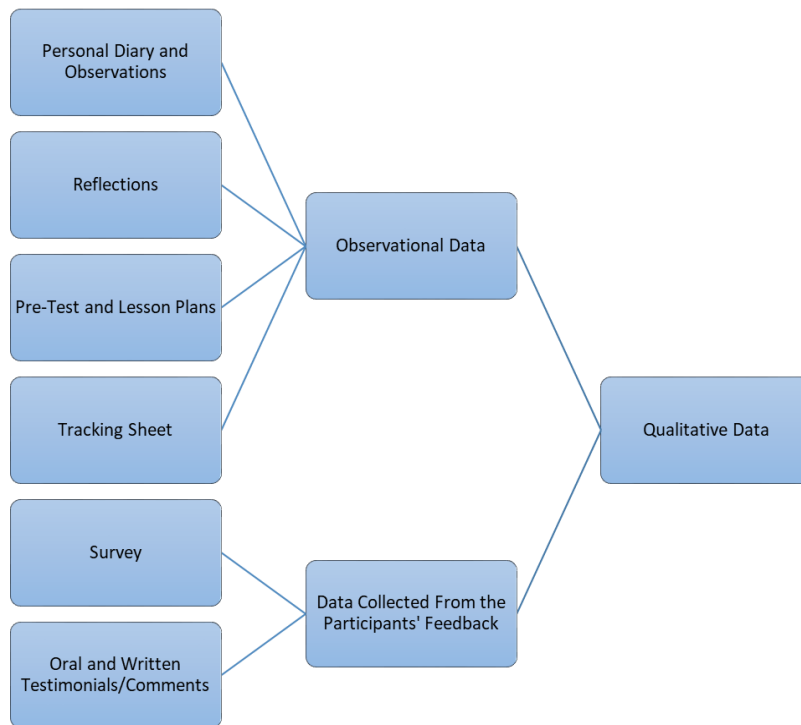 Personal Diary and
Observations
Reflections
Pre-Test and Lesson Plans
Tracking Sheet
Survey
Oral and Written
Testimonials/Comments
Observational Data
Data Collected From the
Participants' Feedback
Qualitative Data